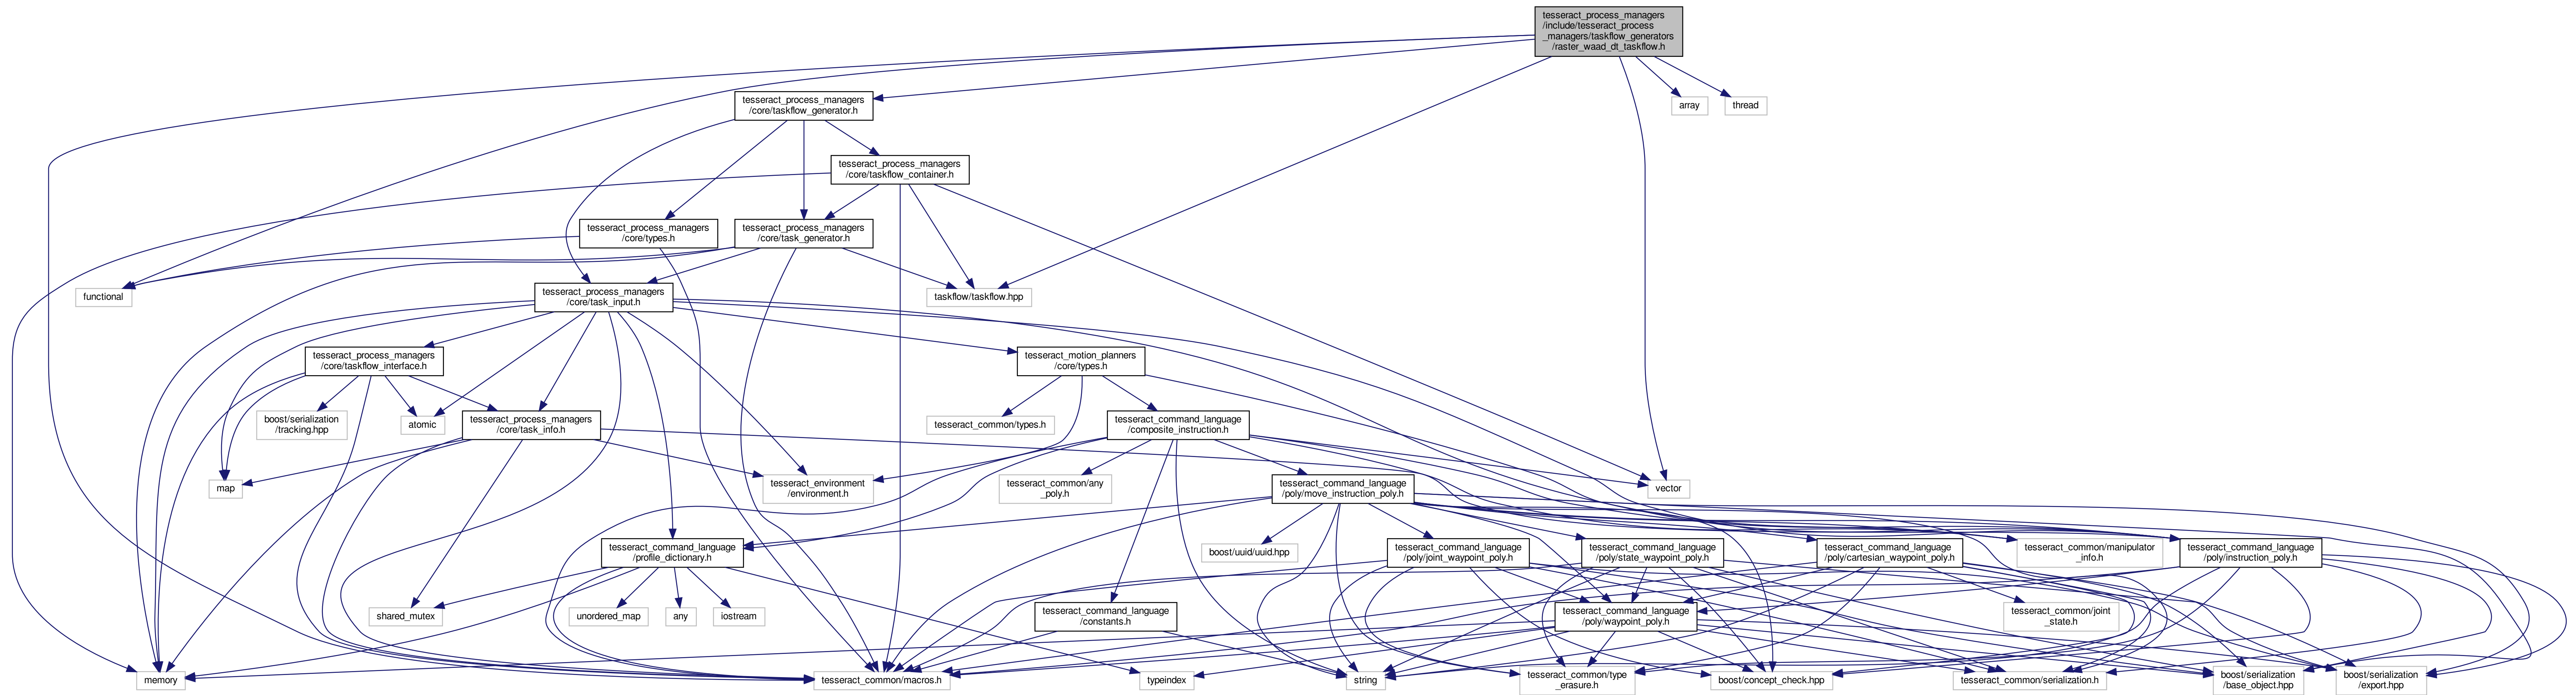 tesseract_process_managers
/include/tesseract_process
_managers/taskflow_generators
/raster_waad_dt_taskflow.h
tesseract_process_managers
/core/taskflow_generator.h
array
thread
tesseract_process_managers
/core/taskflow_container.h
tesseract_process_managers
/core/types.h
tesseract_process_managers
/core/task_generator.h
functional
tesseract_process_managers
/core/task_input.h
taskflow/taskflow.hpp
tesseract_process_managers
/core/taskflow_interface.h
tesseract_motion_planners
/core/types.h
boost/serialization
/tracking.hpp
atomic
tesseract_process_managers
/core/task_info.h
tesseract_common/types.h
tesseract_command_language
/composite_instruction.h
map
tesseract_environment
/environment.h
tesseract_common/any
_poly.h
tesseract_command_language
/poly/move_instruction_poly.h
vector
tesseract_command_language
/profile_dictionary.h
boost/uuid/uuid.hpp
tesseract_command_language
/poly/joint_waypoint_poly.h
tesseract_command_language
/poly/state_waypoint_poly.h
tesseract_command_language
/poly/cartesian_waypoint_poly.h
tesseract_common/manipulator
_info.h
tesseract_command_language
/poly/instruction_poly.h
shared_mutex
unordered_map
any
iostream
tesseract_command_language
/constants.h
tesseract_command_language
/poly/waypoint_poly.h
tesseract_common/joint
_state.h
memory
tesseract_common/macros.h
typeindex
string
tesseract_common/type
_erasure.h
boost/concept_check.hpp
tesseract_common/serialization.h
boost/serialization
/base_object.hpp
boost/serialization
/export.hpp